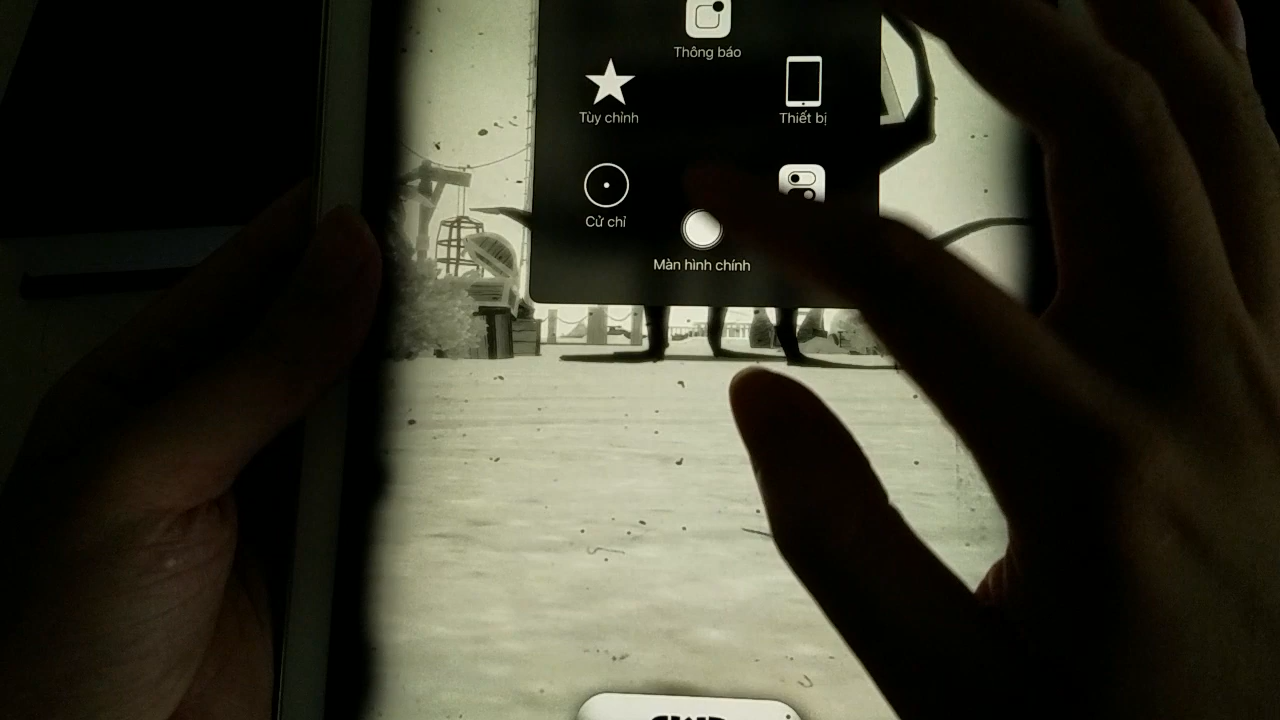 Thông báo
Tùy chỉnh
Thiết bị
Cử chỉ
Màn hình chính